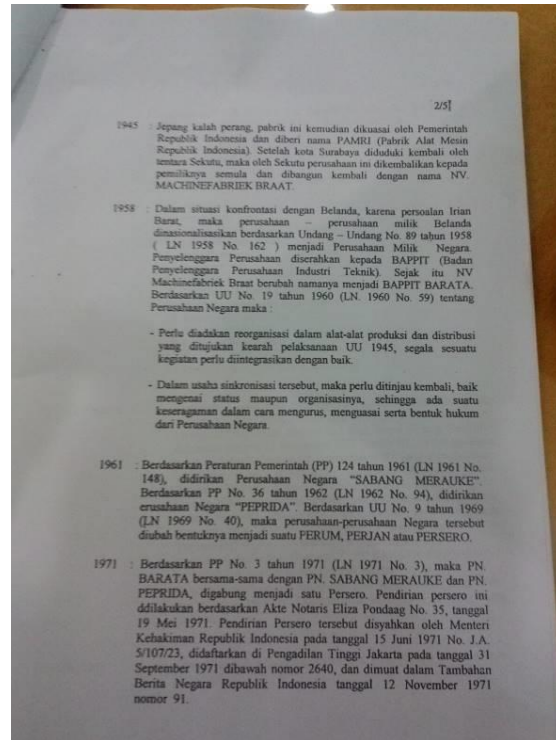 2/5
1945 : Jepang kalah perang, pabrik ini kemudian dikuasai oleh Pemerintah
Republik Indonesia dan diberi nama PAMRI (Pabrik Alat Mesin
Republik Indonesia). Setelah kota Surabaya diduduki kembali oleh
tentara Sekutu, maka oleh Sekutu perusahaan ini dikembalikan kepada
pemiliknya semula dan dibangun kembali dengan nama NV.
MACHINEFABRIEK BRAAT.
1958 : Dalam situasi konfrontasi dengan Belanda, karena persoalan Irian
Barat, maka perusahaan – perusahaan milik Belanda
dinasionalisasikan berdasarkan Undang – Undang No. 89 tahun 1958
( LN 1958 No. 162 ) menjadi Perusahaan Milik Negara.
Penyelenggara Perusahaan diserahkan kepada BAPPIT (Badan
Penyelenggara Perusahaan Industri Teknik). Sejak itu NV
Machinefabriek Braat berubah namanya menjadi BAPPIT BARATA.
Berdasarkan UU No. 19 tahun 1960 (LN. 1960 No. 59) tentang
Perusahaan Negara maka :
- Perlu diadakan reorganisasi dalam alat-alat produksi dan distribusi
yang ditujukan kearah pelaksanaan UU 1945, segala sesuatu
kegiatan perlu diintegrasikan dengan baik.
- Dalam usaha sinkronisasi tersebut, maka perlu ditinjau kembali, baik
mengenai status maupun organisasinya, sehingga ada suatu
keseragaman dalam cara mengurus, menguasai serta bentuk hukum
dari Perusahaan Negara.
1961 : Berdasarkan Peraturan Pemerintah (PP) 124 tahun 1961 (LN 1961 No.
148), didirikan Perusahaan Negara “SABANG MERAUKE”.
Berdasarkan PP No. 36 tahun 1962 (LN 1962 No. 94), didirikan
erusahaan Negara “PEPRIDA”. Berdasarkan UU No. 9 tahun 1969
(LN 1969 No. 40), maka perusahaan-perusahaan Negara tersebut
diubah bentuknya menjadi suatu PERUM, PERJAN atau PERSERO.
1971 : Berdasarkan PP No. 3 tahun 1971 (LN 1971 No. 3), maka PN.
BARATA bersama-sama dengan PN. SABANG MERAUKE dan PN.
PEPRIDA, digabung menjadi satu Persero. Pendirian persero ini
ddilakukan berdasarkan Akte Notaris Eliza Pondaag No. 35, tanggal
19 Mei 1971. Pendirian Persero tersebut disyahkan oleh Menteri
Kehakiman Republik Indonesia pada tanggal 15 Juni 1971 No. J.A.
5/107/23, didaftarkan di Pengadilan Tinggi Jakarta pada tanggal 31
September 1971 dibawah nomor 2640, dan dimuat dalam Tambahan
Berita Negara Republik Indonesia tanggal 12 November 1971
nomor 91.